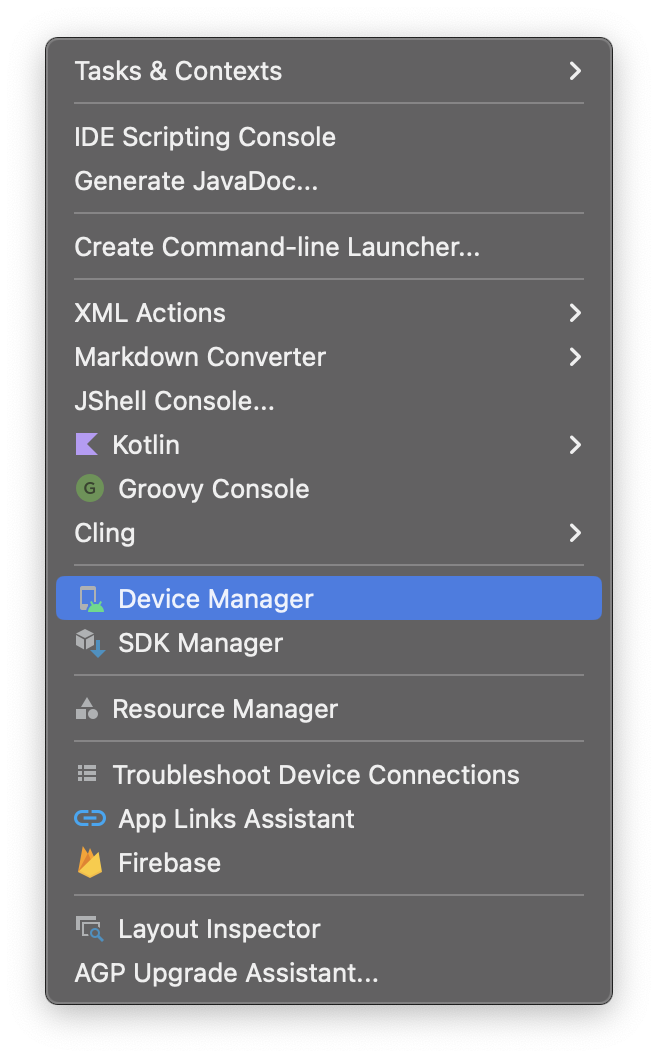 Tasks & Contexts
IDE Scripting Console
Generate JavaDoc...
Create Command-line Launcher...
XML Actions
Markdown Converter
JShell Console...
Kotlin
G Groovy Console
Cling
Device Manager
SDK Manager
Resource Manager
Troubleshoot Device Connections
App Links Assistant
Firebase
Layout Inspector
AGP Upgrade Assistant...